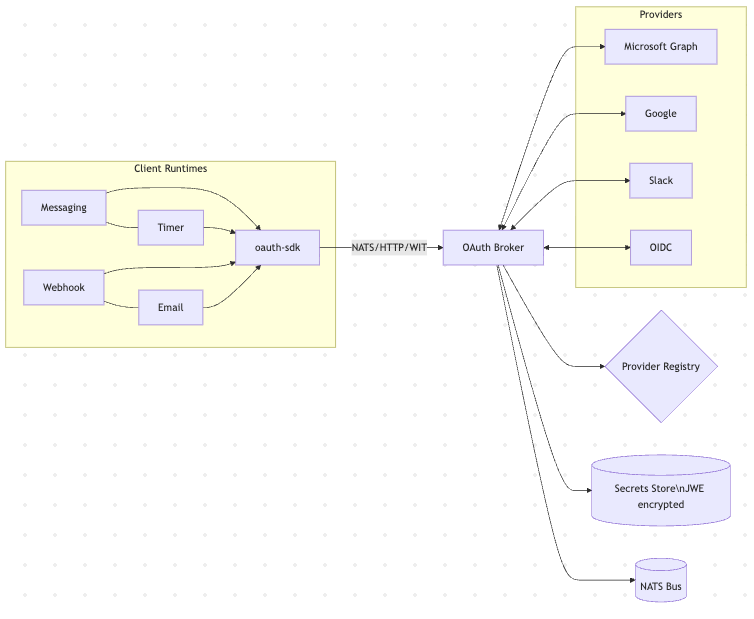 Providers
Microsoft Graph
Google
Slack
OIDC
Client Runtimes
Messaging
Timer
Webhook
Email
oauth-sdk
NATS/HTTP/WIT
OAuth Broker
Provider Registry
Secrets Store\nJWE
encrypted
NATS Bus